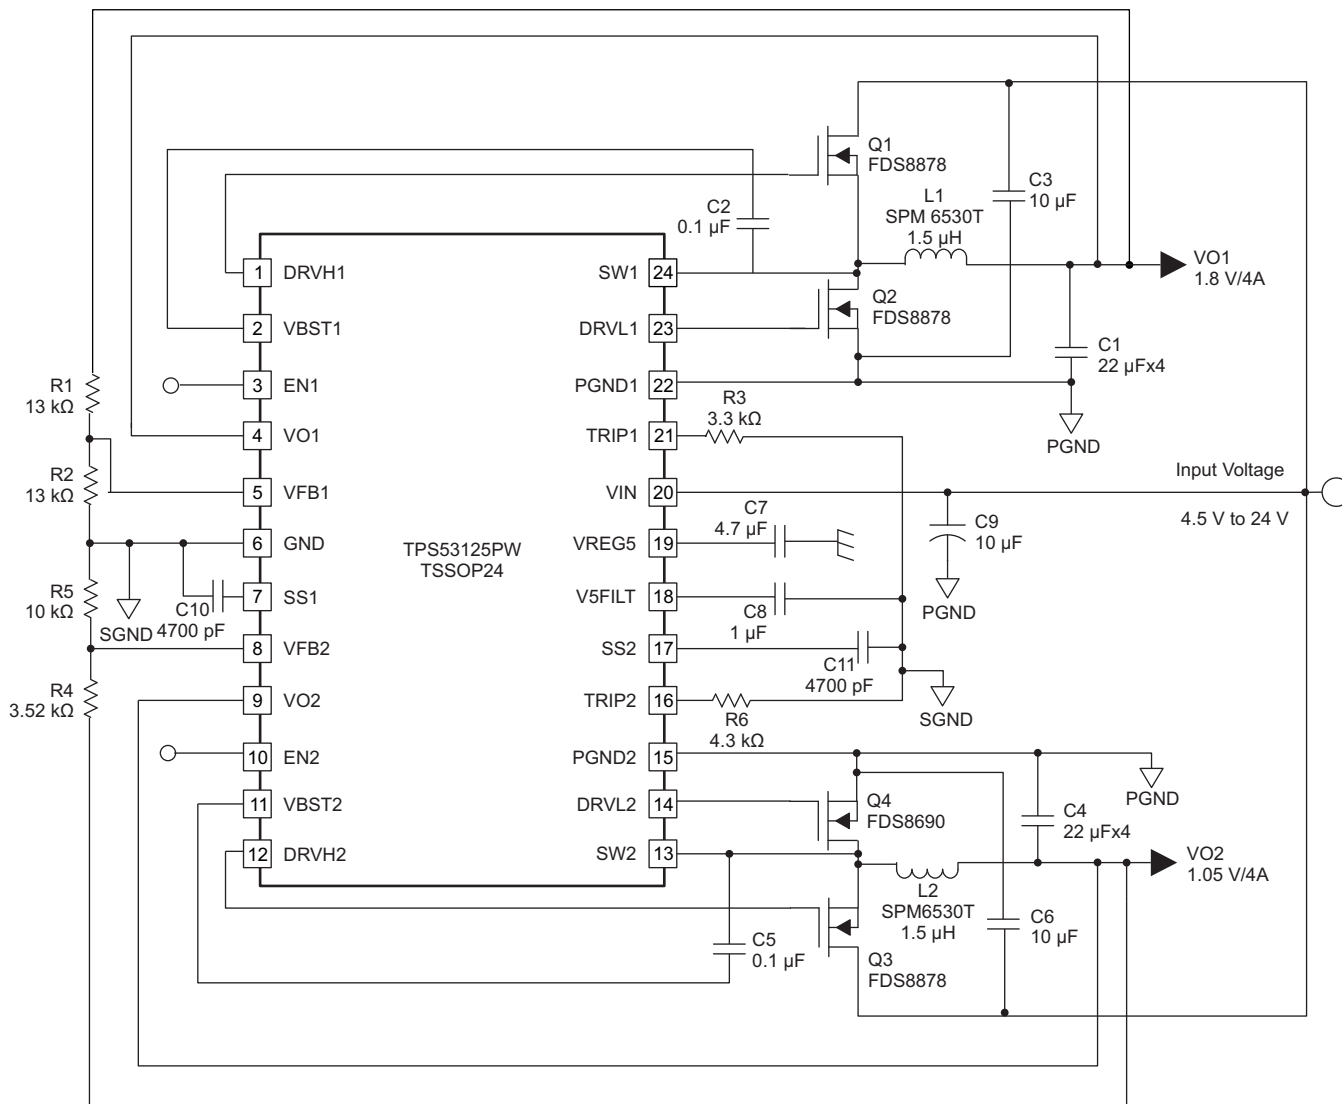 Q1
FDS8878
C3
10 µF
L1
SPM 6530T
1.5 µH
C2
0.1 µF
VO1
1.8 V/4A
Q2
FDS8878
C1
22 µFx4
PGND
1 DRVH1
2 VBST1
3 EN1
4 VO1
5 VFB1
6 GND
7 SS1
8 VFB2
9 VO2
10 EN2
11 VBST2
12 DRVH2
TPS53125PW
TSSOP24
SW1 24
DRVL1 23
PGND1 22
TRIP1 21
VIN 20
VREG5 19
V5FILT 18
SS2 17
TRIP2 16
PGND2 15
DRVL2 14
SW2 13
R1
13 kΩ
R2
13 kΩ
R5
10 kΩ
SGND
C10
4700 pF
R4
3.52 kΩ
R3
3.3 kΩ
Input Voltage
4.5 V to 24 V
C7
4.7 µF
C9
10 µF
PGND
C8
1 µF
C11
4700 pF
SGND
R6
4.3 kΩ
PGND
Q4
FDS8690
C4
22 µFx4
VO2
1.05 V/4A
L2
SPM6530T
1.5 µH
C6
10 µF
C5
0.1 µF
Q3
FDS8878